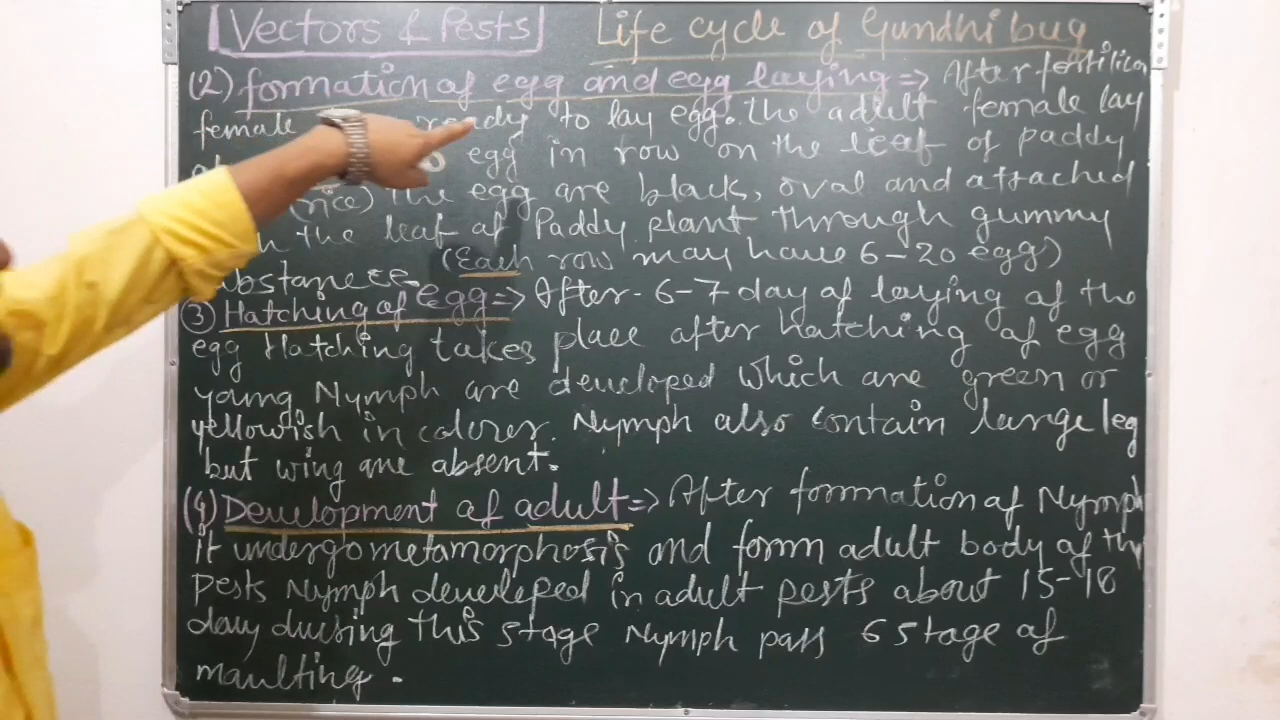 Vectors & Pests
Life cycle of Gundhi bug
(2) formation of egg and egg laying => After fertilion
female ready to lay egg. The adult female lay
egg in row on the leaf of paddy
(rice) The egg are black, oval and attached
the leaf of Paddy plant through gummy
(Each row may have 6-20 egg)
③ Hatching of egg => After - 6-7 day of laying of the
egg Hatching takes place after hatching of egg
young Nymph are developed which are green or
yellowish in colour. Nymph also contain large leg
but wing are absent.
(4) Development of adult => After formation of Nymph
it undergo metamorphosis and form adult body of the
Pests Nymph developed in adult pests about 15-18
day during this stage Nymph pass 6 stage of
maulting.